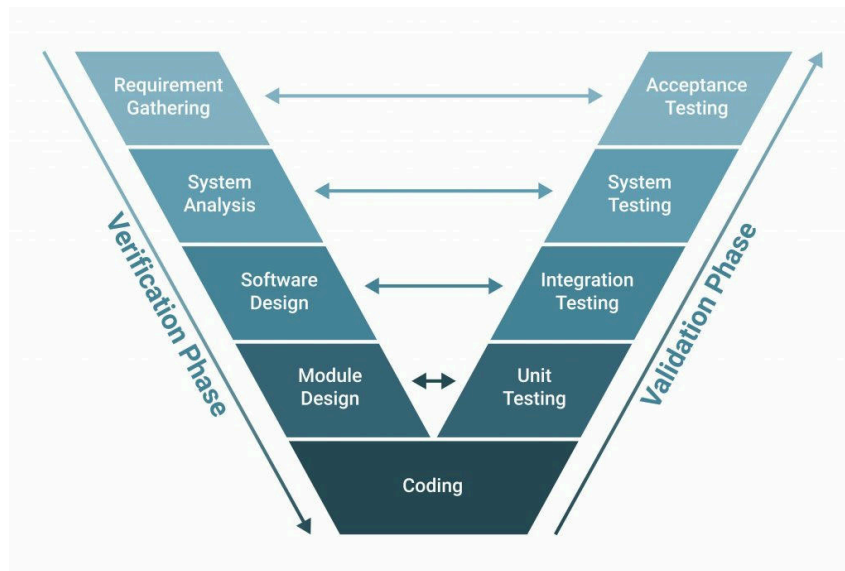 Requirement
Gathering
Acceptance
Testing
System
Analysis
System
Testing
Software
Design
Integration
Testing
Module
Design
Unit
Testing
Coding
Verification Phase
Validation Phase